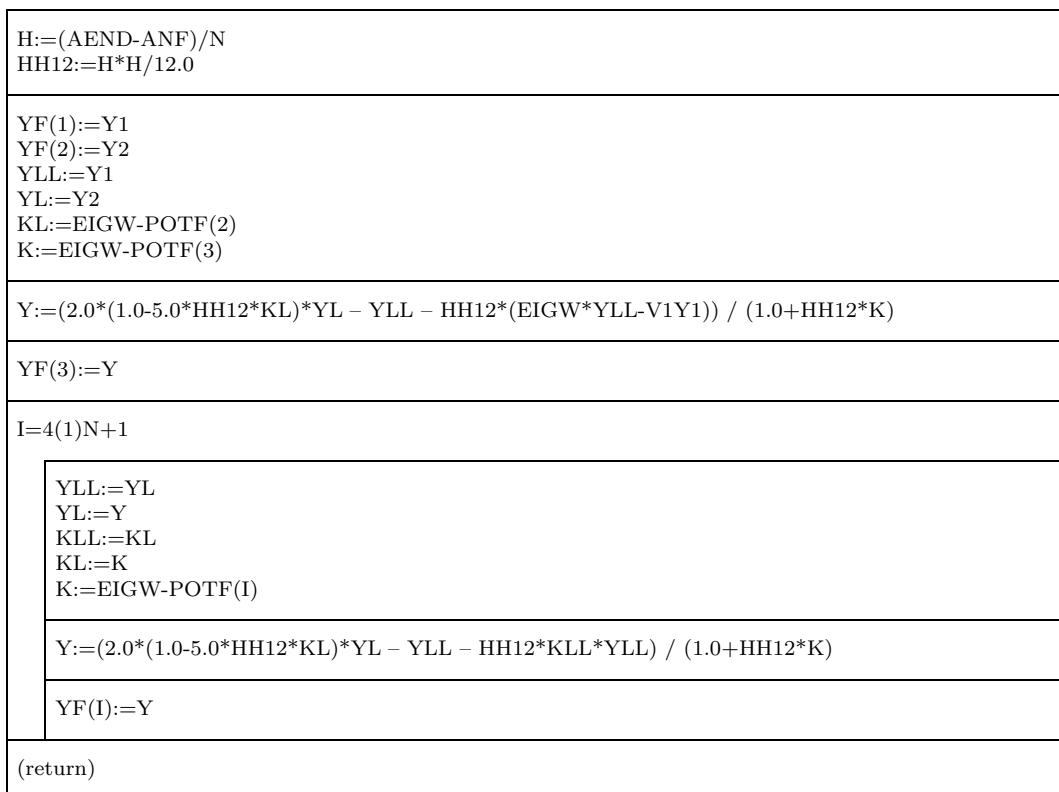 H:=(AEND-ANF)/N
HH12:=H*H/12.0
YF(1):=Y1
YF(2):=Y2
YLL:=Y1
YL:=Y2
KL:=EIGW-POTF(2)
K:=EIGW-POTF(3)
Y:=(2.0*(1.0-5.0*HH12*KL)*YL – YLL – HH12*(EIGW*YLL-V1Y1)) / (1.0+HH12*K)
YF(3):=Y
I=4(1)N+1
YLL:=YL
YL:=Y
KLL:=KL
KL:=K
K:=EIGW-POTF(I)
Y:=(2.0*(1.0-5.0*HH12*KL)*YL – YLL – HH12*KLL*YLL) / (1.0+HH12*K)
YF(I):=Y
(return)